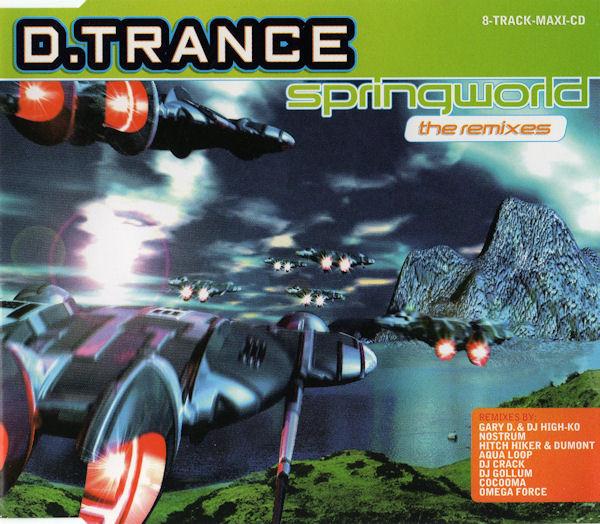 D.TRANCE
8-TRACK-MAXI-CD
springworld
the remixes
REMIXES BY:
GARY D. & DJ HIGH-KO
NOSTRUM
HITCH HIKER & DUMONT
AQUA LOOP
DJ CRACK
DJ GOLLUM
COCOOMA
OMEGA FORCE